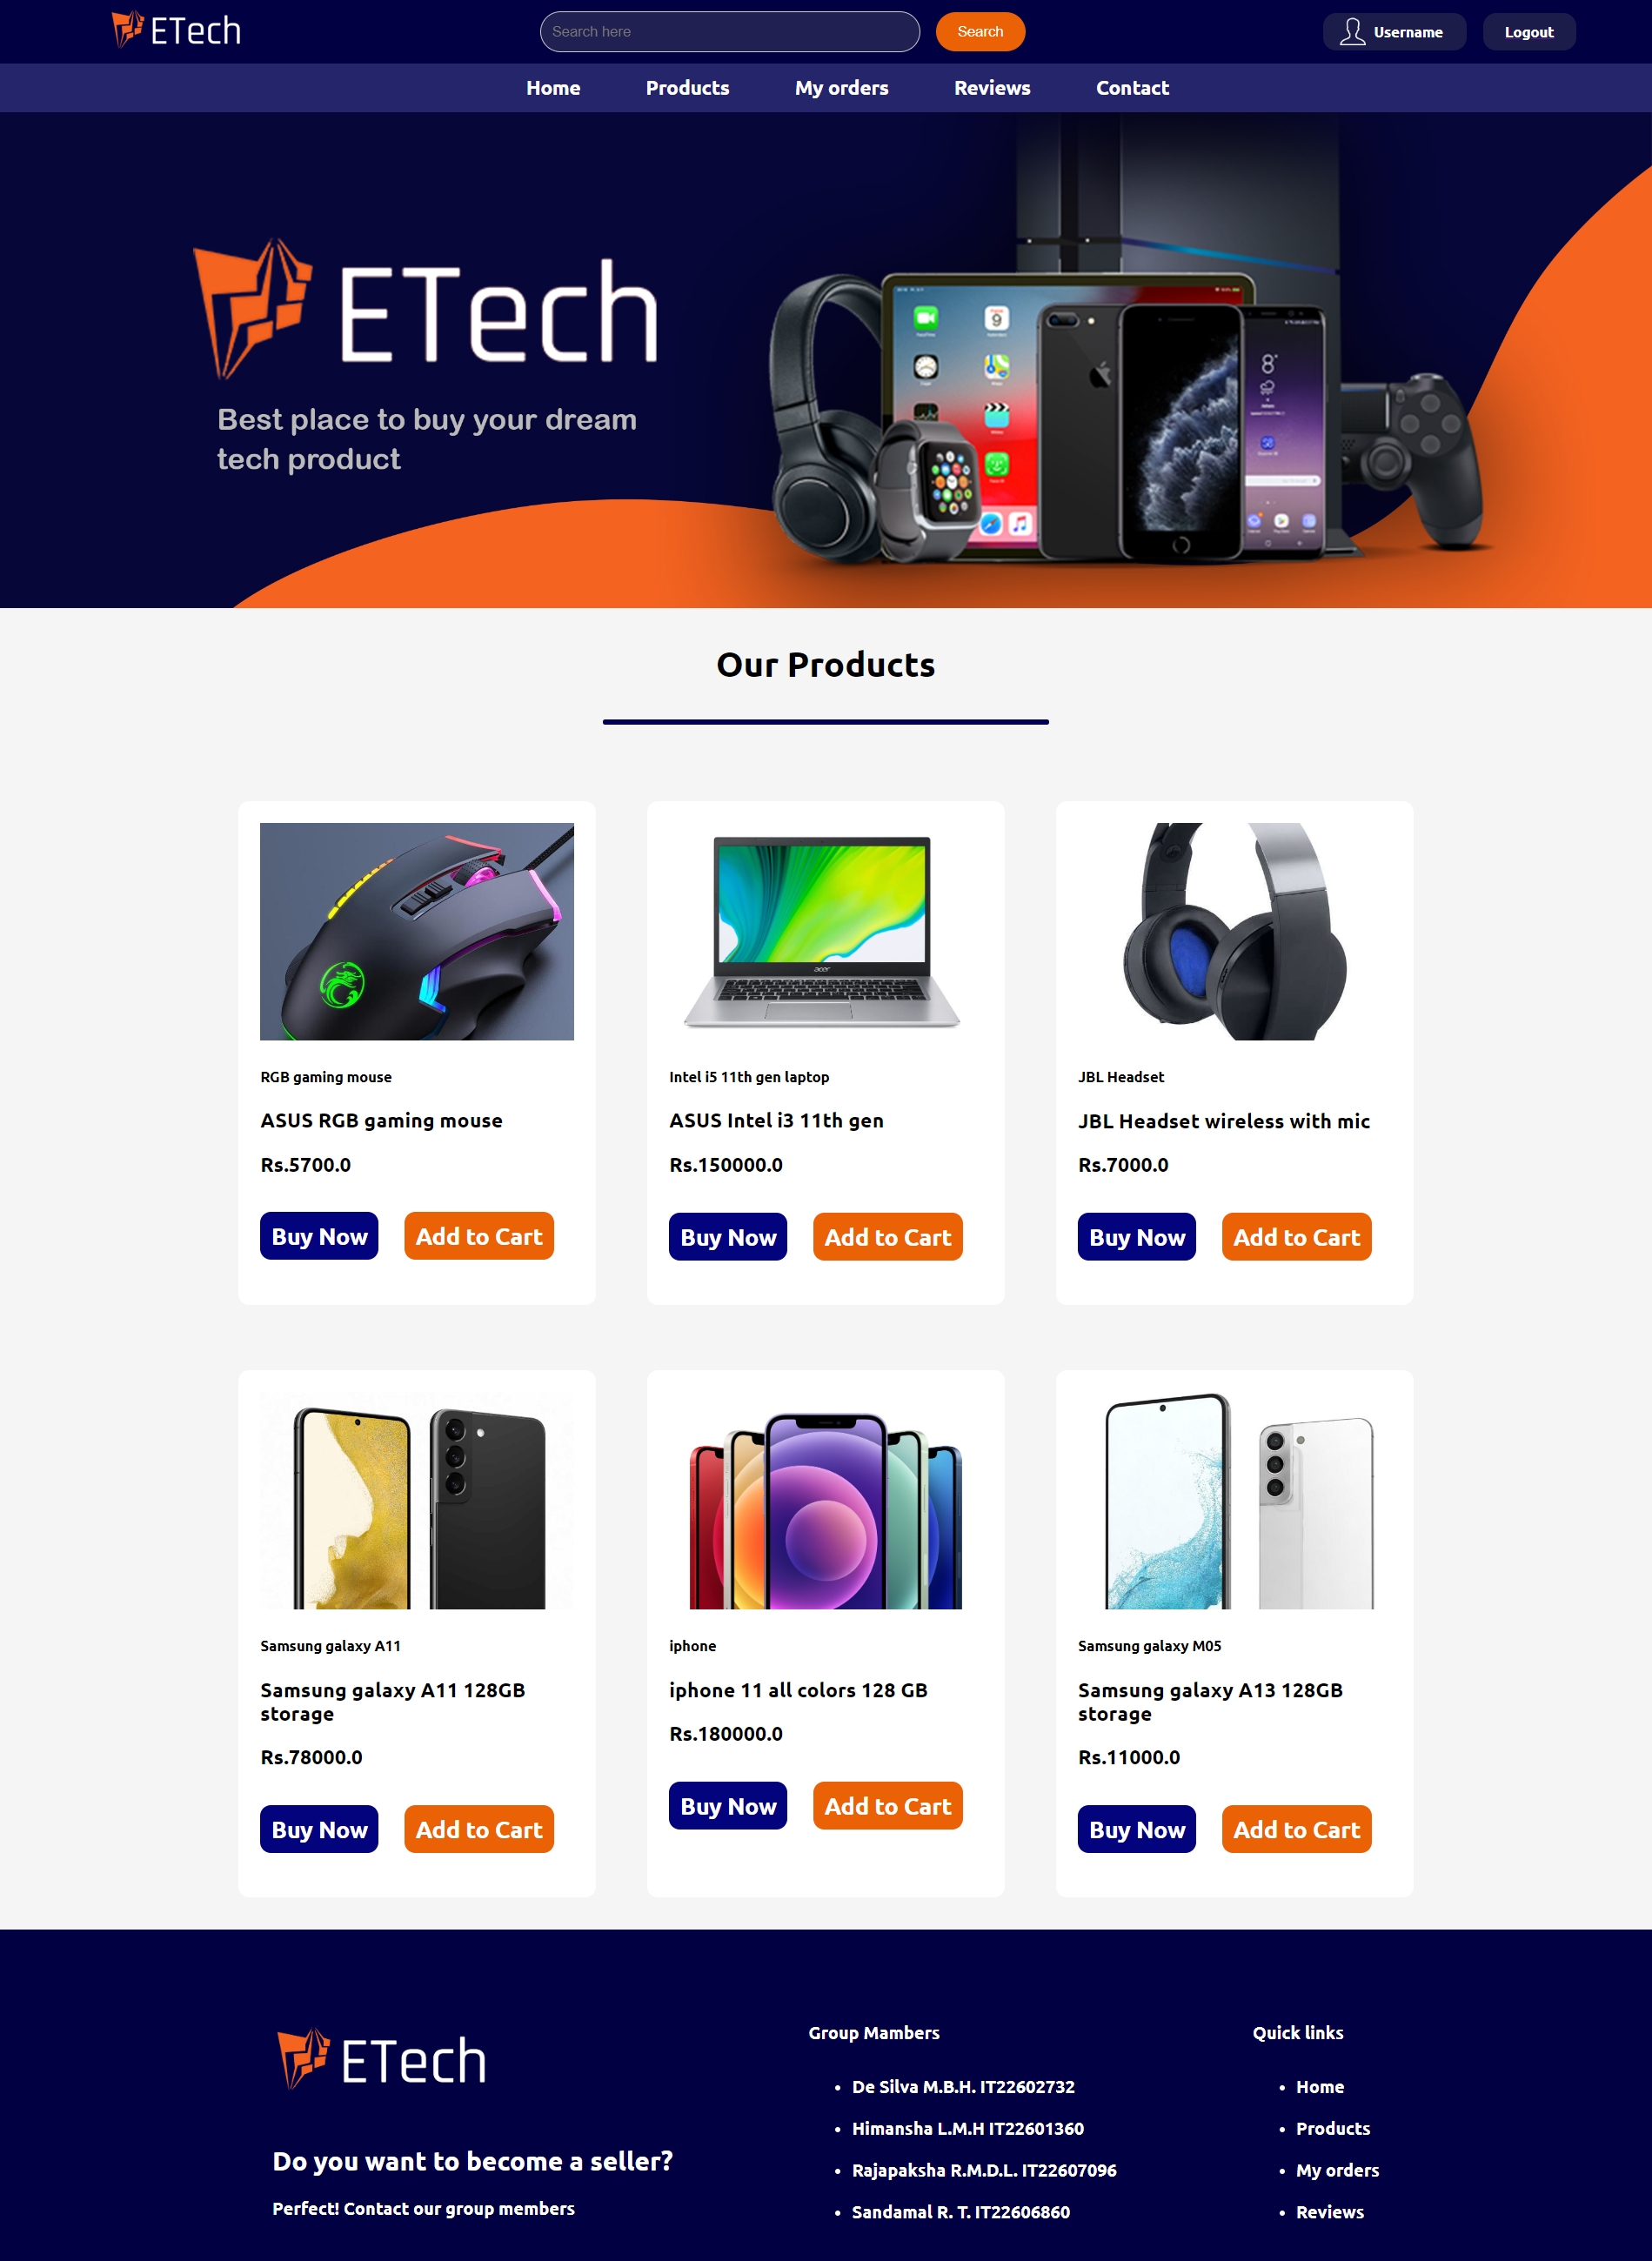 ETech
Search here
Search
Username
Logout
Home
Products
My orders
Reviews
Contact
ETech
Best place to buy your dream
tech product
9
8
Our Products
acer
RGB gaming mouse
ASUS RGB gaming mouse
Rs.5700.0
Buy Now
Add to Cart
Intel i5 11th gen laptop
ASUS Intel i3 11th gen
Rs.150000.0
Buy Now
Add to Cart
JBL Headset
JBL Headset wireless with mic
Rs.7000.0
Buy Now
Add to Cart
Samsung galaxy A11
Samsung galaxy A11 128GB
storage
Rs.78000.0
Buy Now
Add to Cart
iphone
iphone 11 all colors 128 GB
Rs.180000.0
Buy Now
Add to Cart
Samsung galaxy M05
Samsung galaxy A13 128GB
storage
Rs.11000.0
Buy Now
Add to Cart
ETech
Do you want to become a seller?
Perfect! Contact our group members
Group Mambers
• De Silva M.B.H. IT22602732
• Himansha L.M.H IT22601360
• Rajapaksha R.M.D.L. IT22607096
• Sandamal R. T. IT22606860
Quick links
• Home
• Products
• My orders
• Reviews